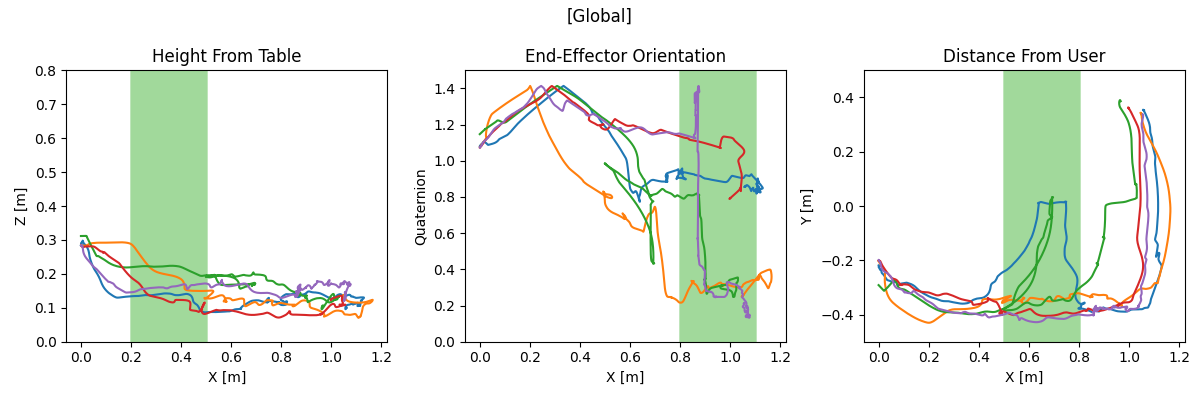 [Global]
Height From Table
End-Effector Orientation
Distance From User
Z [m]
0.8
0.7
0.6
0.5
0.4
0.3
0.2
0.1
0.0
0.0 0.2 0.4 0.6 0.8 1.0 1.2
X [m]
Quaternion
1.4
1.2
1.0
0.8
0.6
0.4
0.2
0.0
0.0 0.2 0.4 0.6 0.8 1.0 1.2
X [m]
Y [m]
0.4
0.2
0.0
−0.2
−0.4
0.0 0.2 0.4 0.6 0.8 1.0 1.2
X [m]